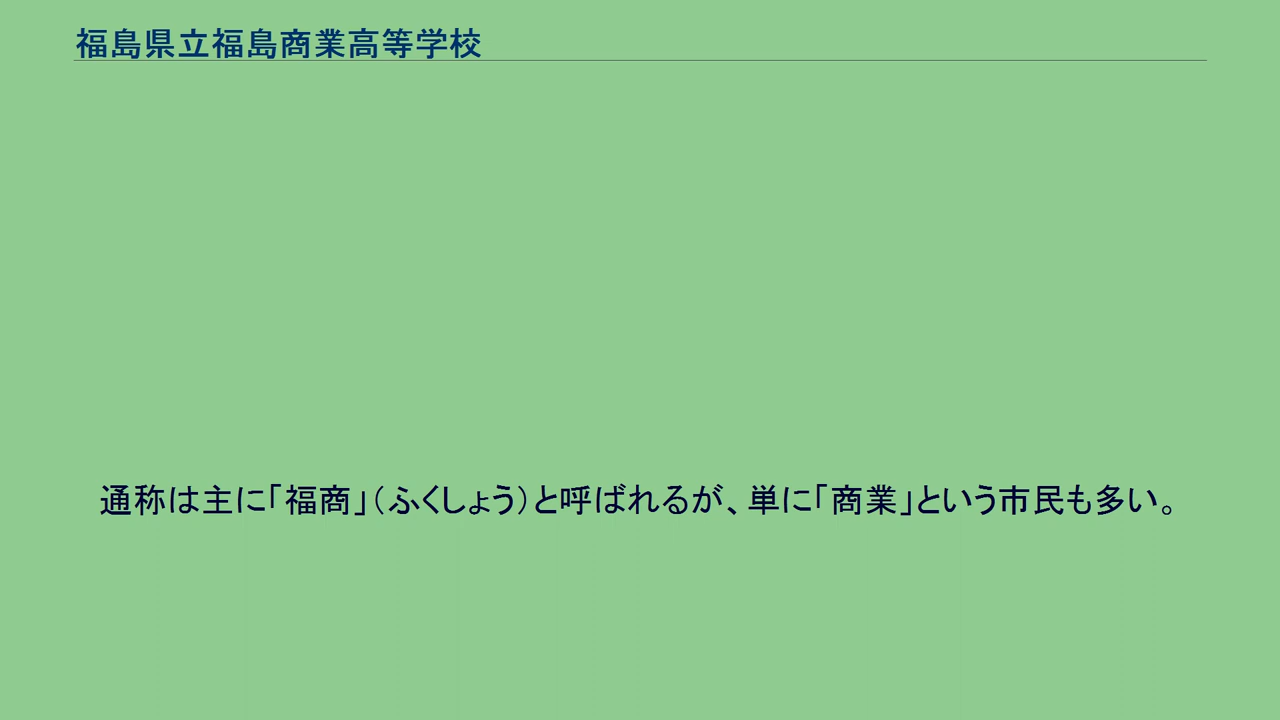 福島県立福島商業高等学校
通称は主に「福商」（ふくしょう）と呼ばれるが、単に「商業」という市民も多い。